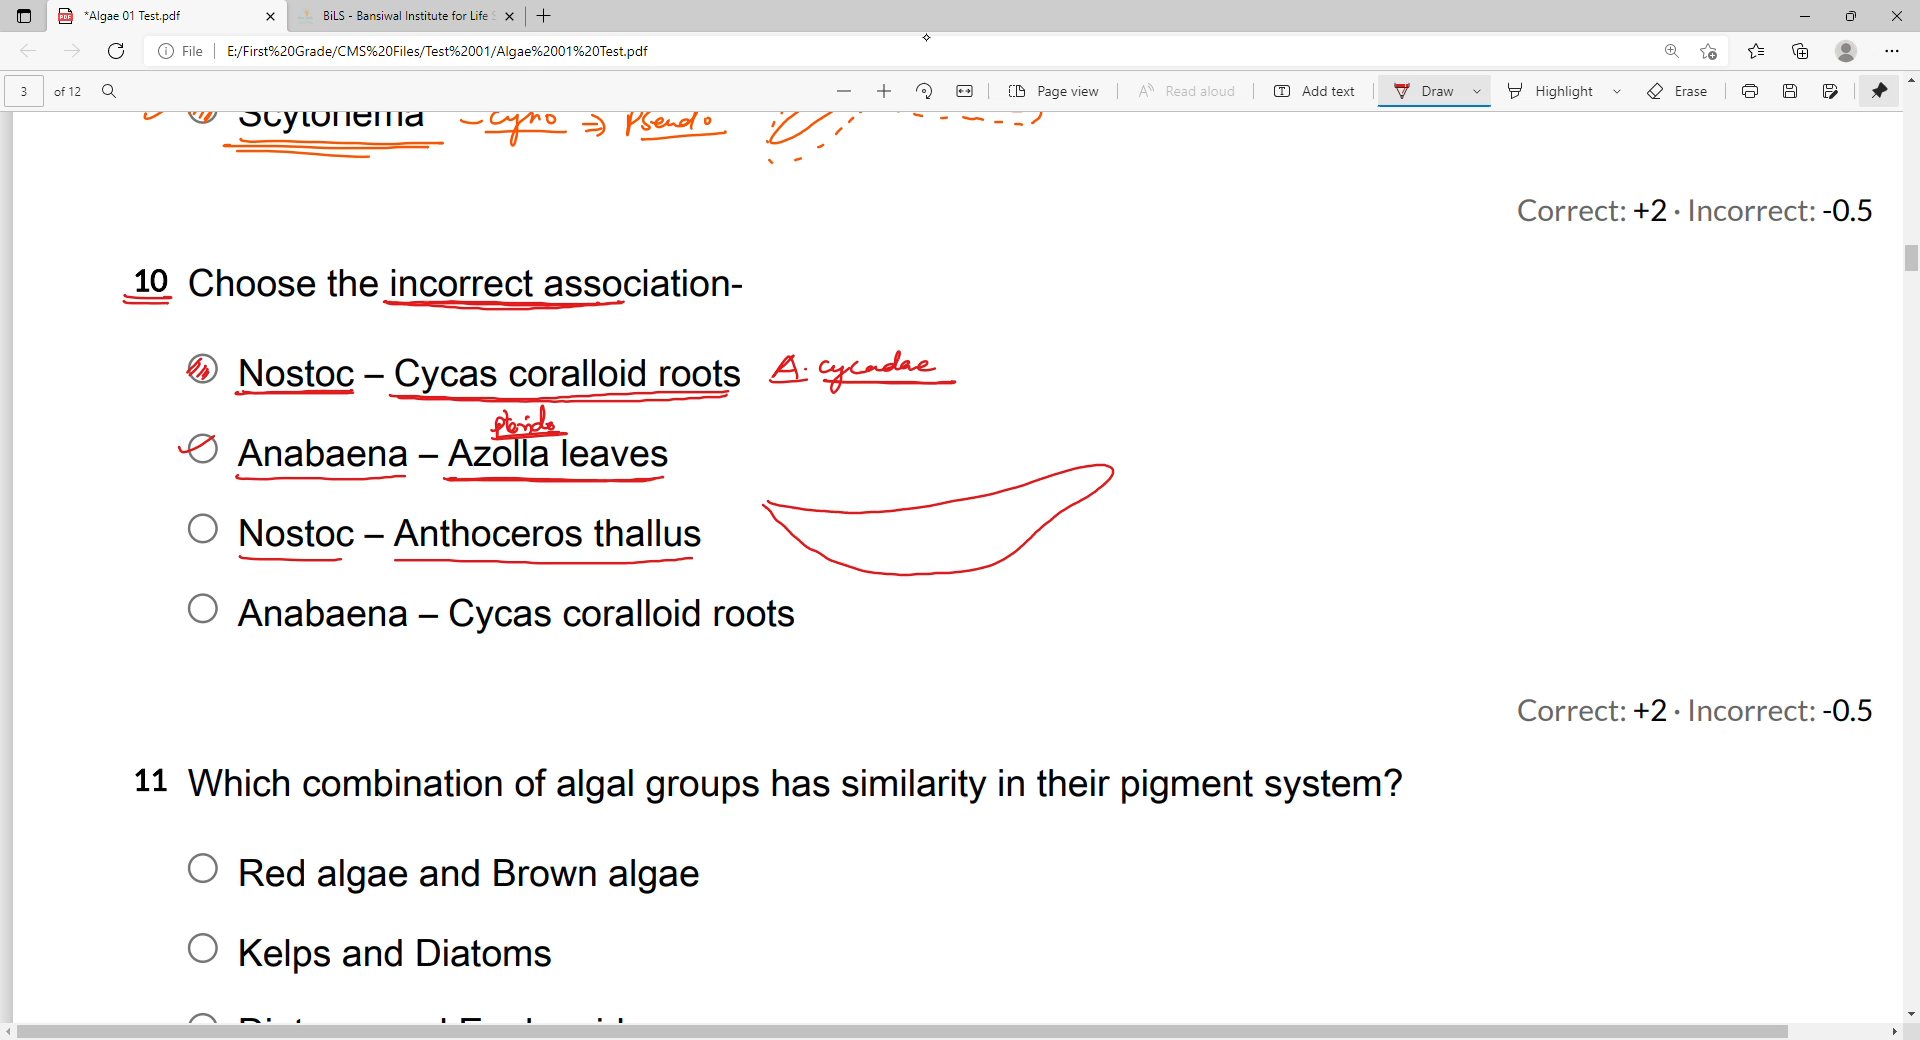 *Algae 01 Test.pdf
BiLS - Bansiwal Institute for Life S
File
E:/First%20Grade/CMS%20Files/Test%2001/Algae%2001%20Test.pdf
3 of 12
Page view
Read aloud
Add text
Draw
Highlight
Erase
Scytonema - cyno ⇒ Pseudo
Correct: +2 · Incorrect: -0.5
10 Choose the incorrect association-
Nostoc – Cycas coralloid roots A. cycadae
pterido
Anabaena – Azolla leaves
Nostoc – Anthoceros thallus
Anabaena – Cycas coralloid roots
Correct: +2 · Incorrect: -0.5
11 Which combination of algal groups has similarity in their pigment system?
Red algae and Brown algae
Kelps and Diatoms